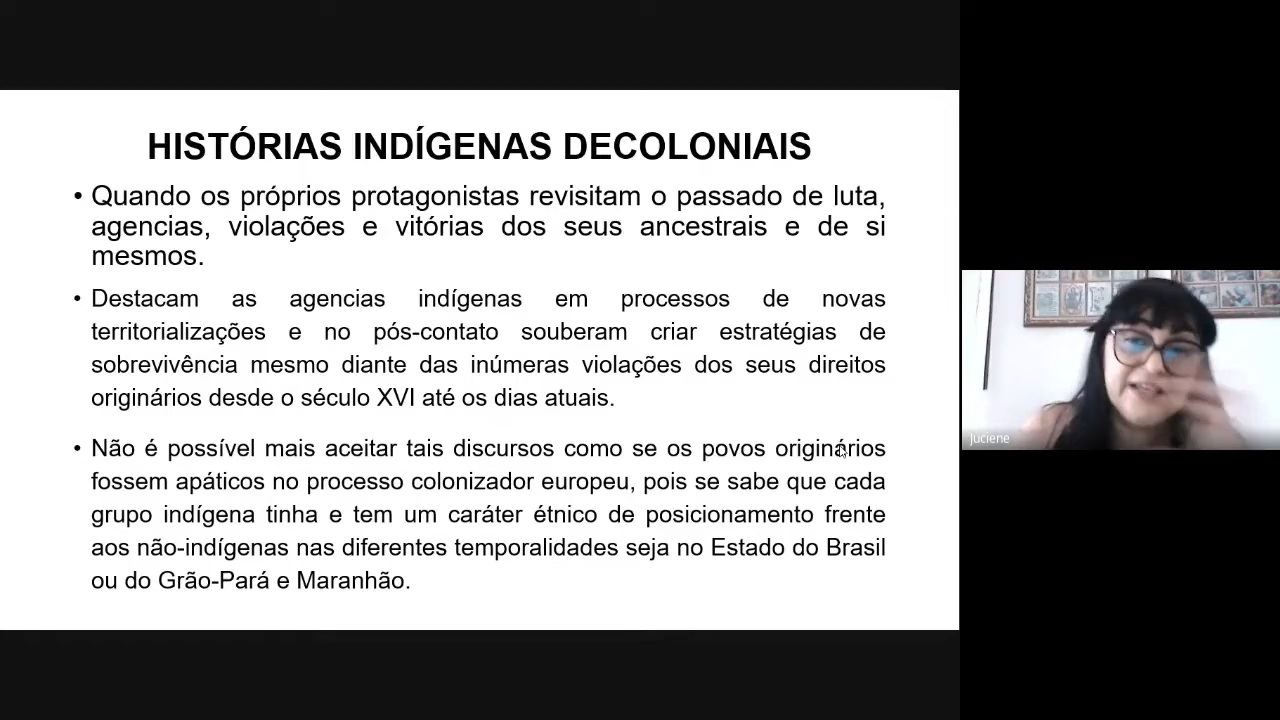 HISTÓRIAS INDÍGENAS DECOLONIAIS
• Quando os próprios protagonistas revisitam o passado de luta,
agencias, violações e vitórias dos seus ancestrais e de si
mesmos.
• Destacam as agencias indígenas em processos de novas
territorializações e no pós-contato souberam criar estratégias de
sobrevivência mesmo diante das inúmeras violações dos seus direitos
originários desde o século XVI até os dias atuais.
• Não é possível mais aceitar tais discursos como se os povos originários
fossem apáticos no processo colonizador europeu, pois se sabe que cada
grupo indígena tinha e tem um caráter étnico de posicionamento frente
aos não-indígenas nas diferentes temporalidades seja no Estado do Brasil
ou do Grão-Pará e Maranhão.
Juciene